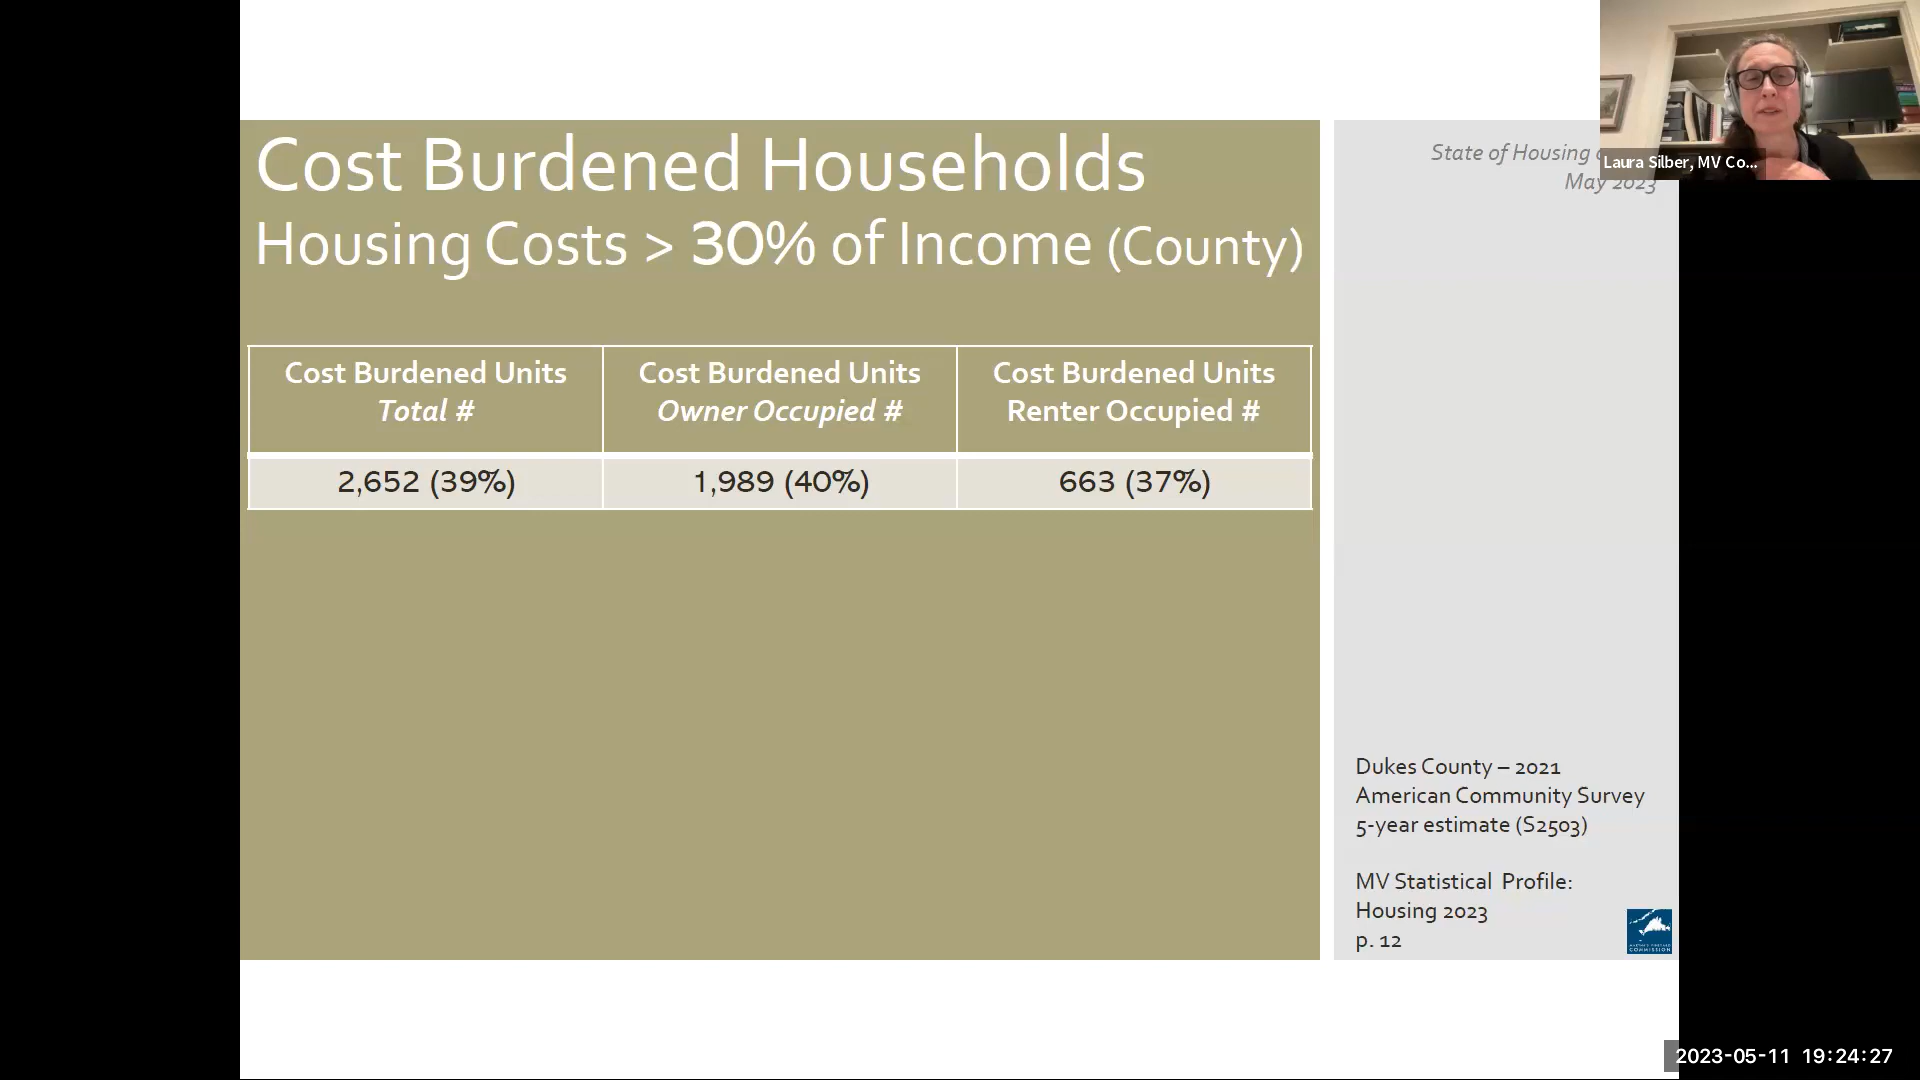 Cost Burdened Households
Housing Costs > 30% of Income (County)
Cost Burdened Units
Total #
Cost Burdened Units
Owner Occupied #
Cost Burdened Units
Renter Occupied #
2,652 (39%)
1,989 (40%)
663 (37%)
State of Housing
May 2023
Laura Silber, MV Co...
Dukes County – 2021
American Community Survey
5-year estimate (S2503)
MV Statistical Profile:
Housing 2023
p. 12
COMMISSION
2023-05-11 19:24:27